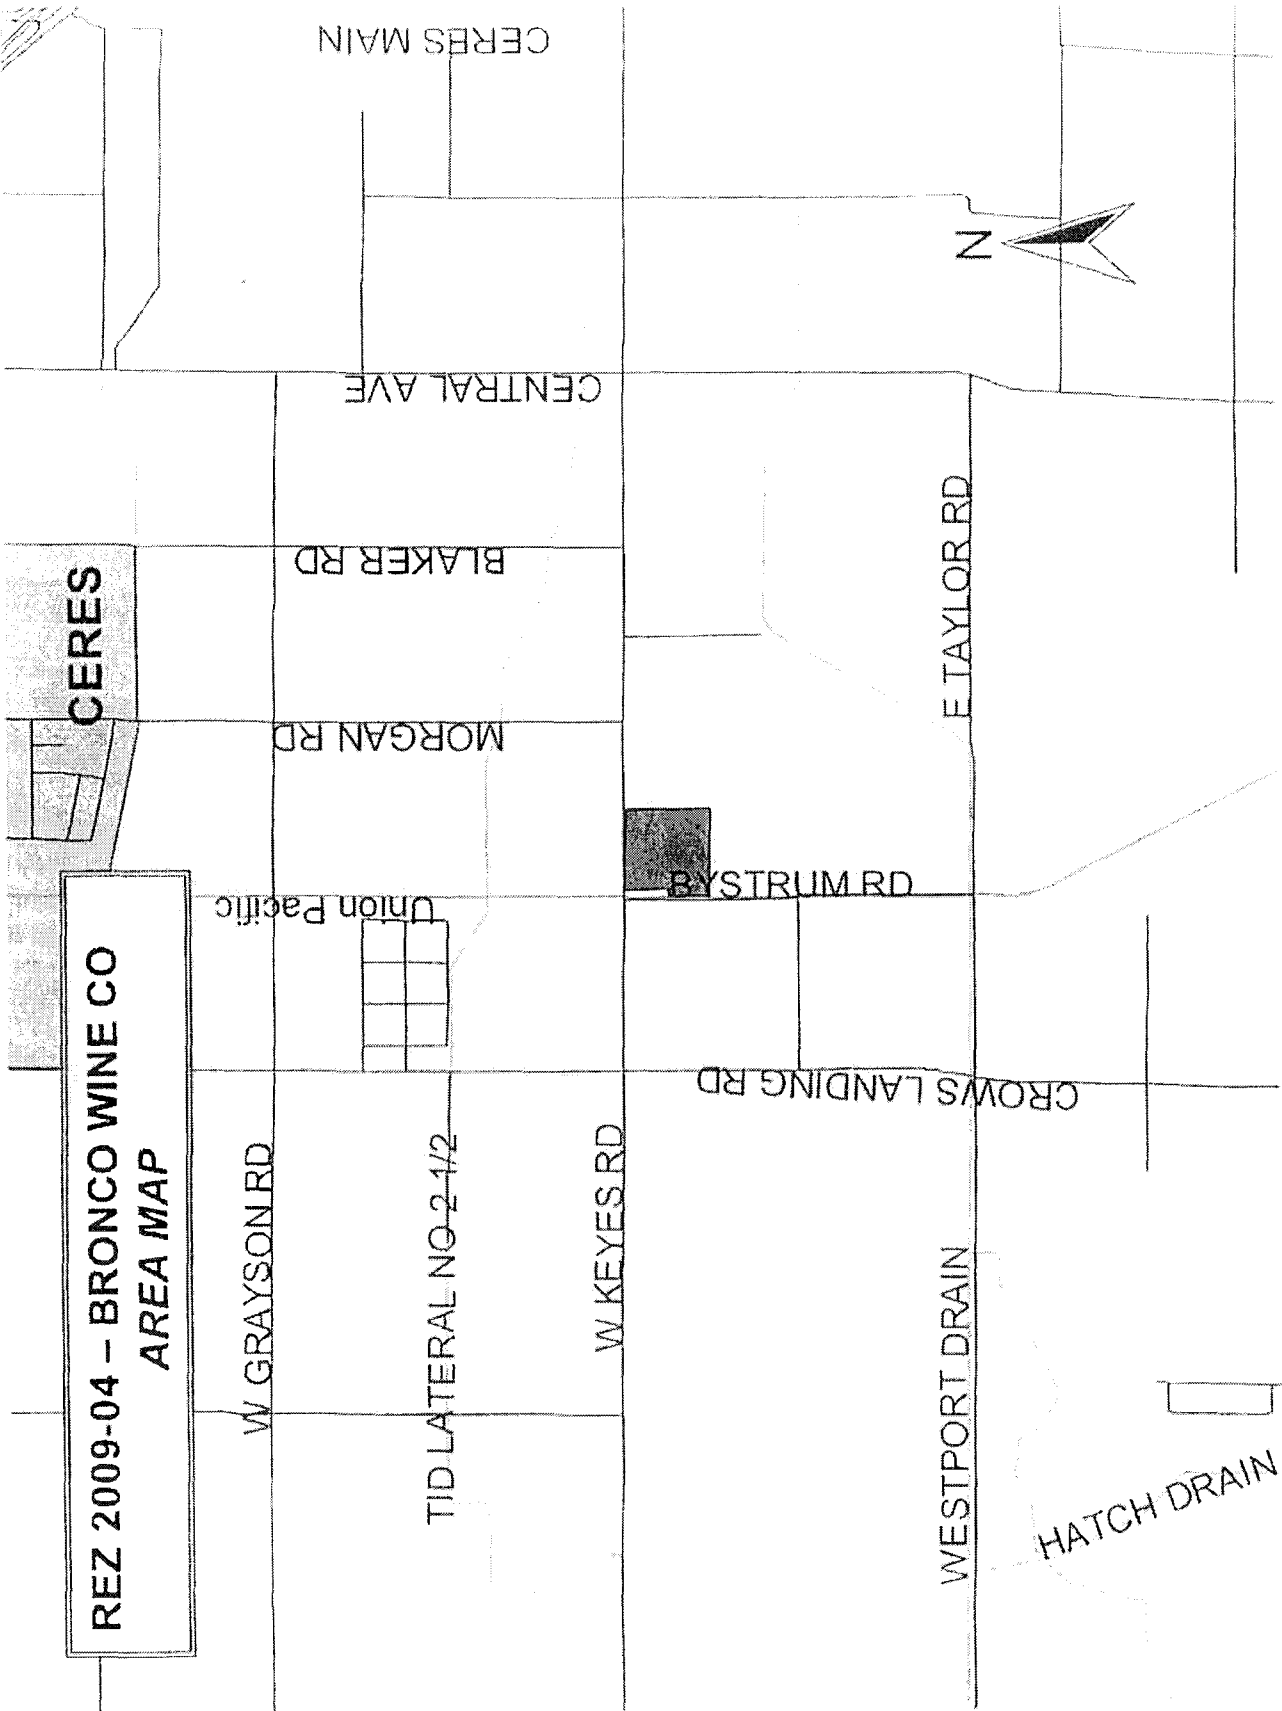 REZ 2009-04 – BRONCO WINE CO
AREA MAP
CERES
W GRAYSON RD
TID LATERAL NO 2 1/2
W KEYES RD
WESTPORT DRAIN
HATCH DRAIN
CROWS LANDING RD
Union Pacific
BYSTRUM RD
MORGAN RD
BLAKER RD
E TAYLOR RD
CENTRAL AVE
CERES MAIN
N